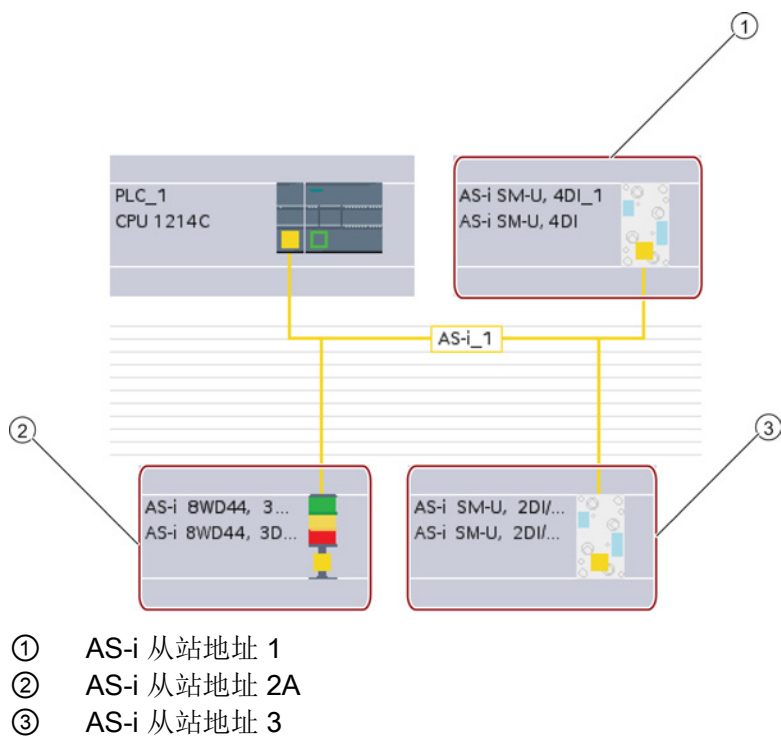 ①
PLC_1
CPU 1214C
AS-i SM-U, 4DI_1
AS-i SM-U, 4DI
AS-i_1
②
③
AS-i 8WD44, 3...
AS-i 8WD44, 3D...
AS-i SM-U, 2DI/...
AS-i SM-U, 2DI/...
① AS-i 从站地址 1
② AS-i 从站地址 2A
③ AS-i 从站地址 3